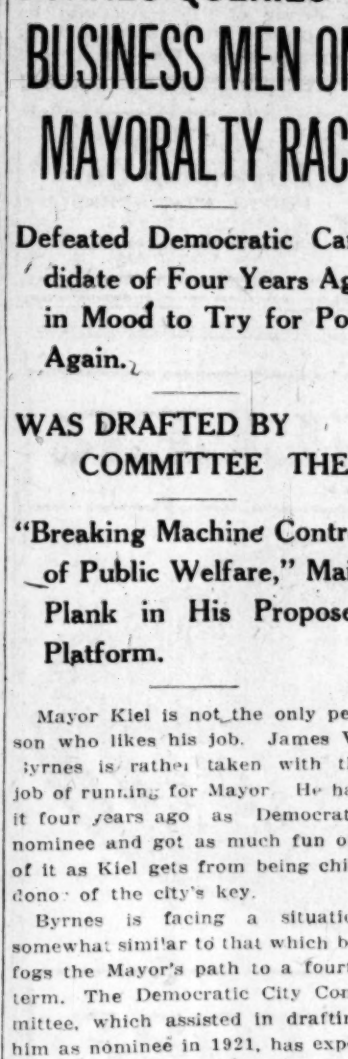 BUSINESS MEN O
MAYORALTY RAC
Defeated Democratic Ca
didate of Four Years Ag
in Mood to Try for Po
Again.
WAS DRAFTED BY
COMMITTEE THE
"Breaking Machine Contr
of Public Welfare," Mai
Plank in His Propose
Platform.
Mayor Kiel is not the only pe
son who likes his job. James V
Byrnes is rather taken with t
job of running for Mayor. He ha
it four years ago as Democrat
nominee and got as much fun o
of it as Kiel gets from being chi
dono of the city's key.
Byrnes is facing a situati
somewhat similar to that which b
fogs the Mayor's path to a four
term. The Democratic City Com
mittee, which assisted in drafti
him as nominee in 1921, has exp